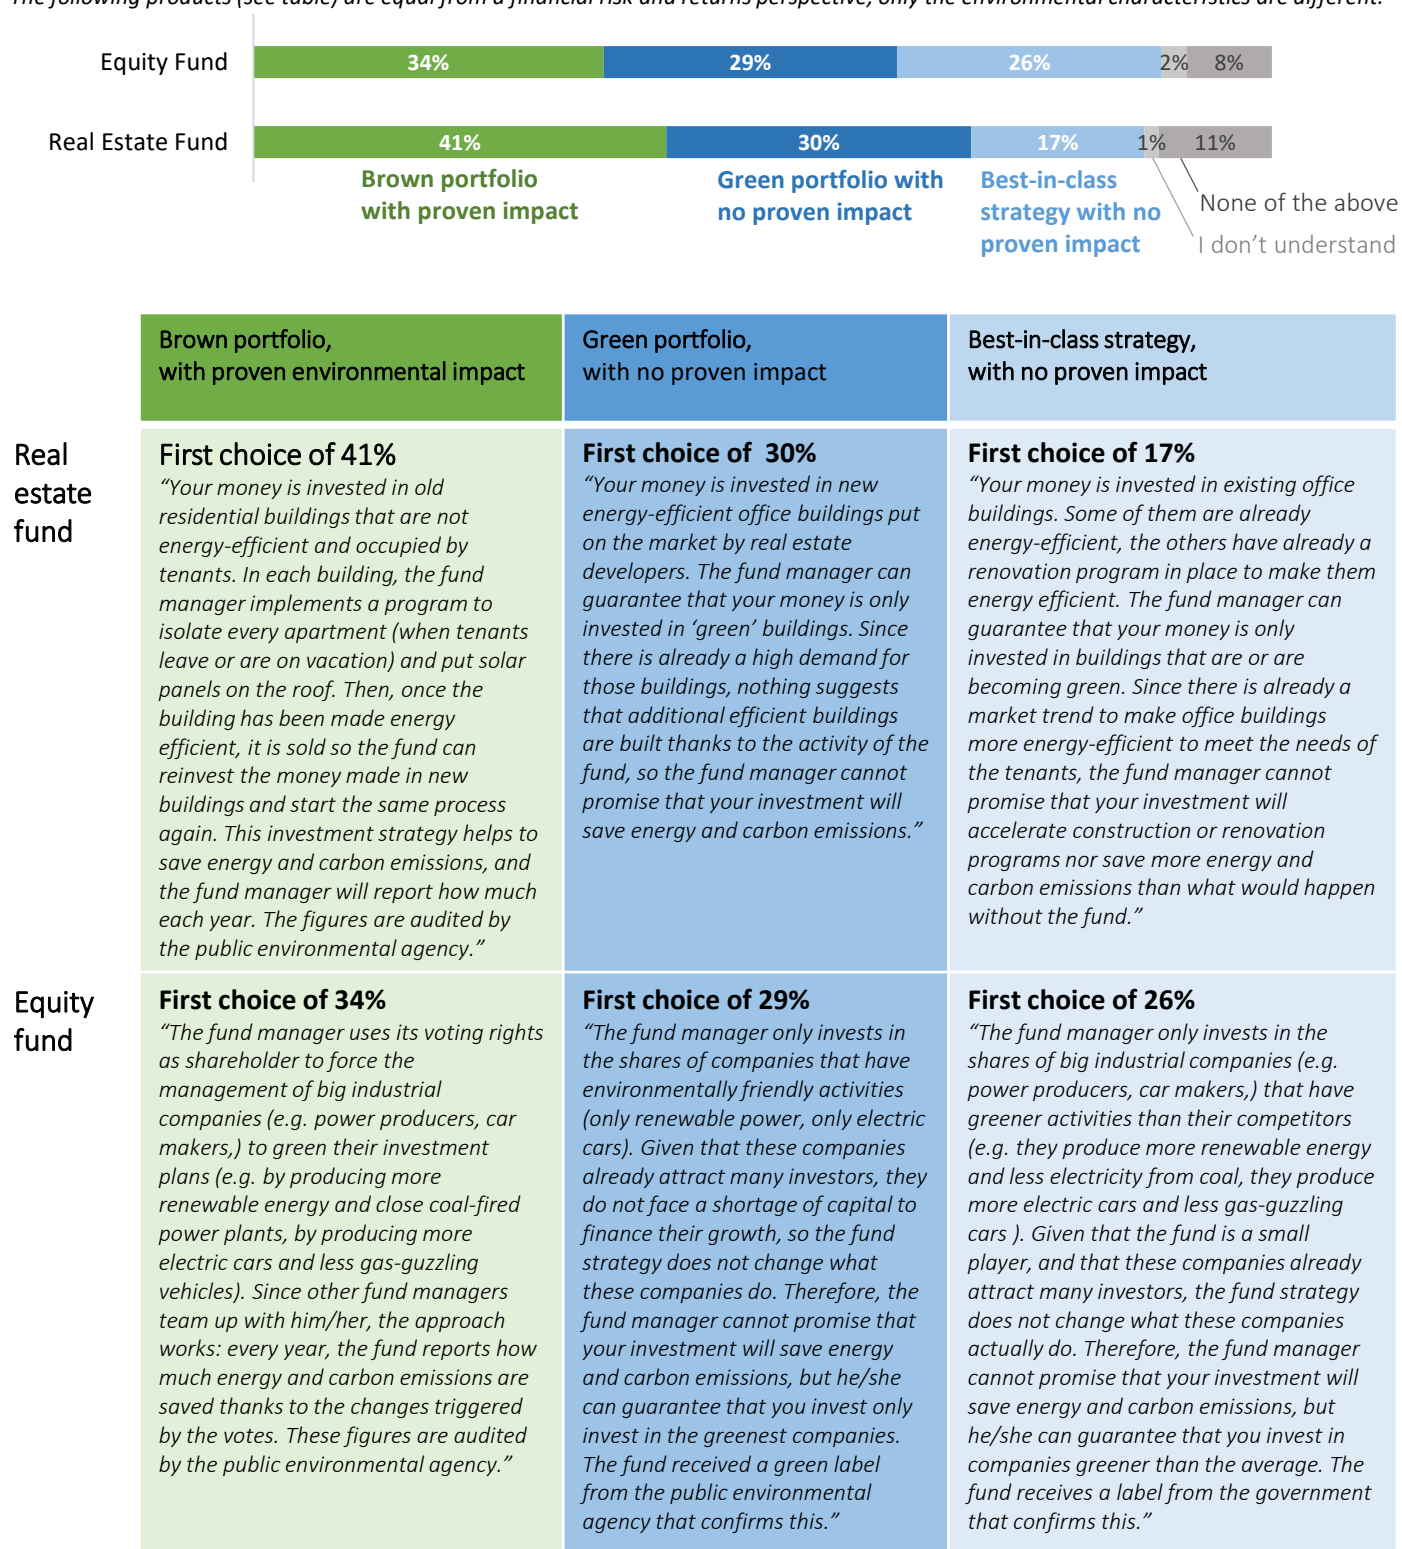 The following products (see table) are equal from a financial risk and returns perspective, only the environmental characteristics are different.
Equity Fund
34%
29%
26%
2%
8%
Real Estate Fund
41%
30%
17%
1%
11%
Brown portfolio
with proven impact
Green portfolio with
no proven impact
Best-in-class
strategy with no
proven impact
None of the above
I don't understand
Brown portfolio,
with proven environmental impact
Green portfolio,
with no proven impact
Best-in-class strategy,
with no proven impact
Real
estate
fund
First choice of 41%
“Your money is invested in old
residential buildings that are not
energy-efficient and occupied by
tenants. In each building, the fund
manager implements a program to
isolate every apartment (when tenants
leave or are on vacation) and put solar
panels on the roof. Then, once the
building has been made energy
efficient, it is sold so the fund can
reinvest the money made in new
buildings and start the same process
again. This investment strategy helps to
save energy and carbon emissions, and
the fund manager will report how much
each year. The figures are audited by
the public environmental agency.”
First choice of 30%
“Your money is invested in new
energy-efficient office buildings put
on the market by real estate
developers. The fund manager can
guarantee that your money is only
invested in ‘green’ buildings. Since
there is already a high demand for
those buildings, nothing suggests
that additional efficient buildings
are built thanks to the activity of the
fund, so the fund manager cannot
promise that your investment will
save energy and carbon emissions.”
First choice of 17%
“Your money is invested in existing office
buildings. Some of them are already
energy-efficient, the others have already a
renovation program in place to make them
energy efficient. The fund manager can
guarantee that your money is only
invested in buildings that are or are
becoming green. Since there is already a
market trend to make office buildings
more energy-efficient to meet the needs of
the tenants, the fund manager cannot
promise that your investment will
accelerate construction or renovation
programs nor save more energy and
carbon emissions than what would happen
without the fund.”
Equity
fund
First choice of 34%
“The fund manager uses its voting rights
as shareholder to force the
management of big industrial
companies (e.g. power producers, car
makers,) to green their investment
plans (e.g. by producing more
renewable energy and close coal-fired
power plants, by producing more
electric cars and less gas-guzzling
vehicles). Since other fund managers
team up with him/her, the approach
works: every year, the fund reports how
much energy and carbon emissions are
saved thanks to the changes triggered
by the votes. These figures are audited
by the public environmental agency.”
First choice of 29%
“The fund manager only invests in
the shares of companies that have
environmentally friendly activities
(only renewable power, only electric
cars). Given that these companies
already attract many investors, they
do not face a shortage of capital to
finance their growth, so the fund
strategy does not change what
these companies do. Therefore, the
fund manager cannot promise that
your investment will save energy
and carbon emissions, but he/she
can guarantee that you invest only
invest in the greenest companies.
The fund received a green label
from the public environmental
agency that confirms this.”
First choice of 26%
“The fund manager only invests in the
shares of big industrial companies (e.g.
power producers, car makers,) that have
greener activities than their competitors
(e.g. they produce more renewable energy
and less electricity from coal, they produce
more electric cars and less gas-guzzling
cars ). Given that the fund is a small
player, and that these companies already
attract many investors, the fund strategy
does not change what these companies
actually do. Therefore, the fund manager
cannot promise that your investment will
save energy and carbon emissions, but
he/she can guarantee that you invest in
companies greener than the average. The
fund receives a label from the government
that confirms this.”